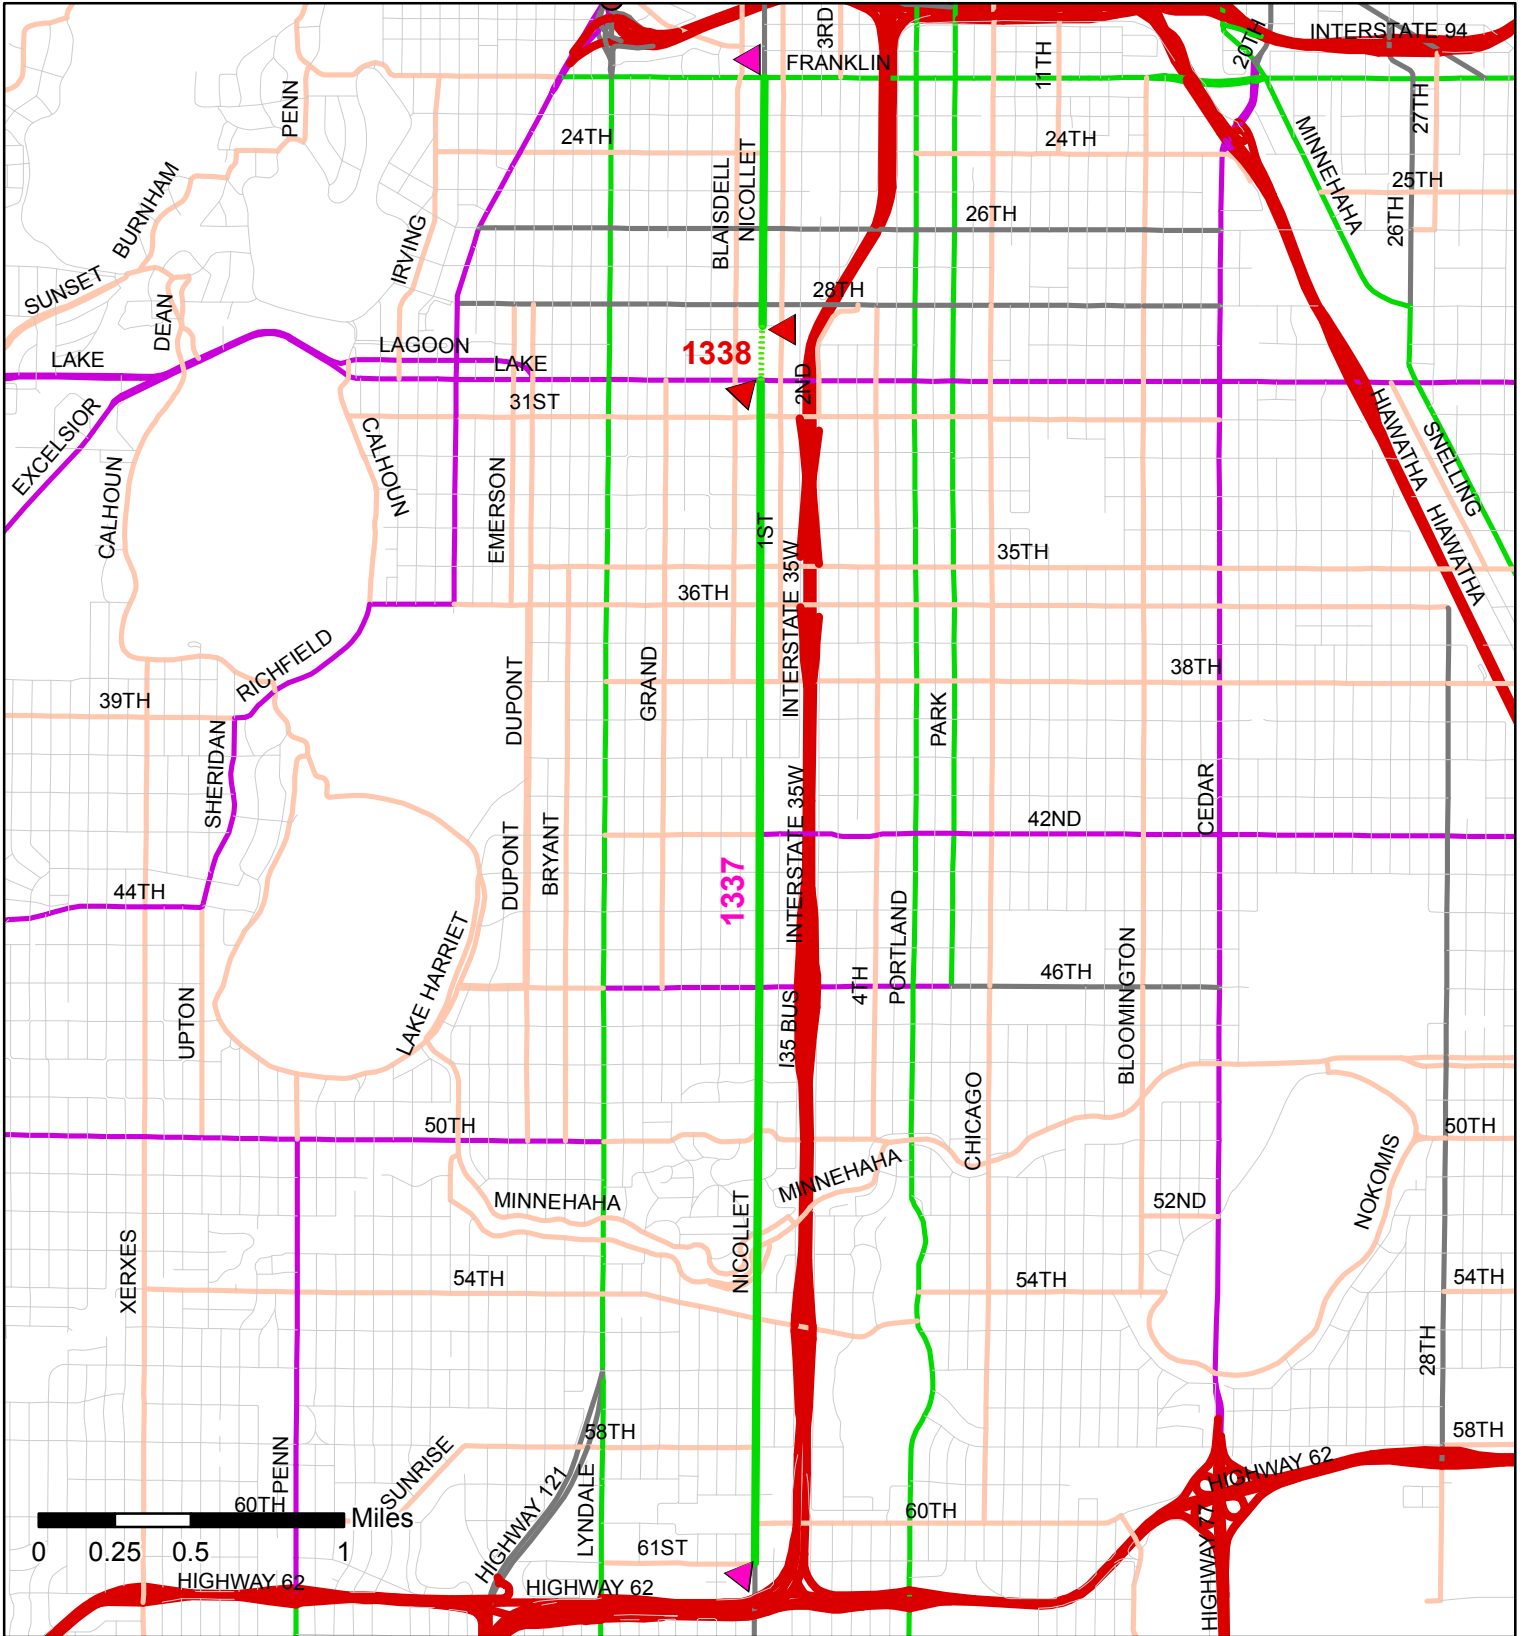 INTERSTATE 94
20TH
3RD
FRANKLIN
11TH
PENN
27TH
24TH
24TH
MINNEHAHA
NICOLLET
BLAISDELL
25TH
BURNHAM
26TH
26TH
IRVING
SUNSET
DEAN
28TH
LAGOON
1338
LAKE
LAKE
2ND
31ST
EXCELSIOR
CALHOUN
HIAWATHA
SNELLING
CALHOUN
EMERSON
1ST
35TH
HIAWATHA
INTERSTATE 35W
36TH
RICHFIELD
DUPONT
GRAND
38TH
39TH
PARK
SHERIDAN
INTERSTATE 35W
CEDAR
42ND
DUPONT
BRYANT
1337
44TH
PORTLAND
LAKE HARRIET
BLOOMINGTON
4TH
46TH
UPTON
I35 BUS
CHICAGO
50TH
50TH
MINNEHAHA
NOKOMIS
MINNEHAHA
NICOLLET
52ND
XERXES
54TH
54TH
54TH
28TH
58TH
58TH
PENN
SUNRISE
HIGHWAY 121
LYNDALE
HIGHWAY 62
60TH
60TH
Miles
0 0.25 0.5 1
61ST
HIGHWAY 77
HIGHWAY 62
HIGHWAY 62